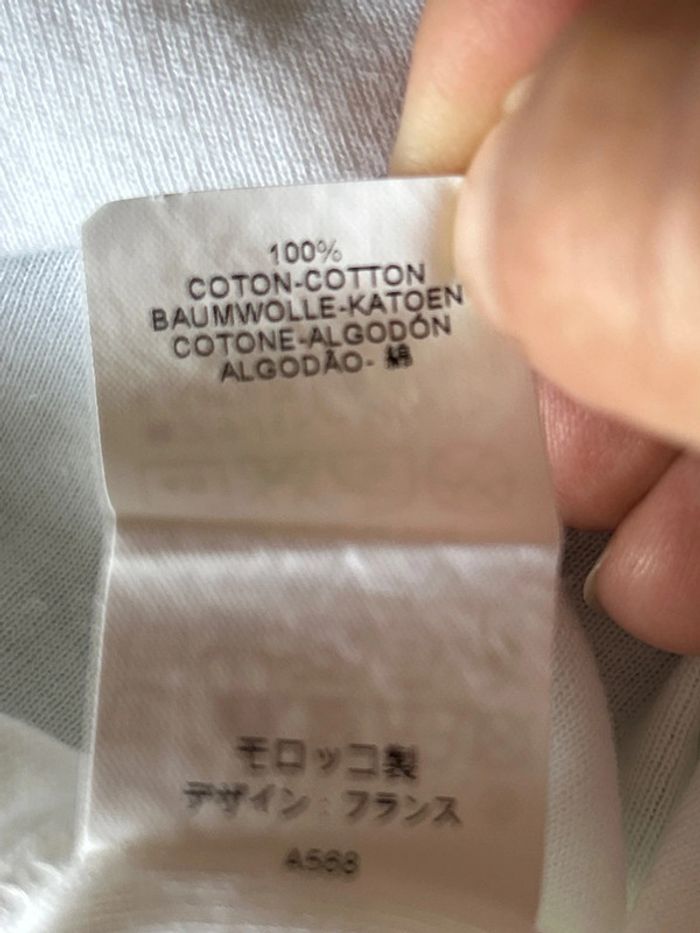 100%
COTON-COTTON
BAUMWOLLE-KATOEN
COTONE-ALGODÓN
ALGODÃO- 綿
モロッコ製
デザイン：フランス
A568